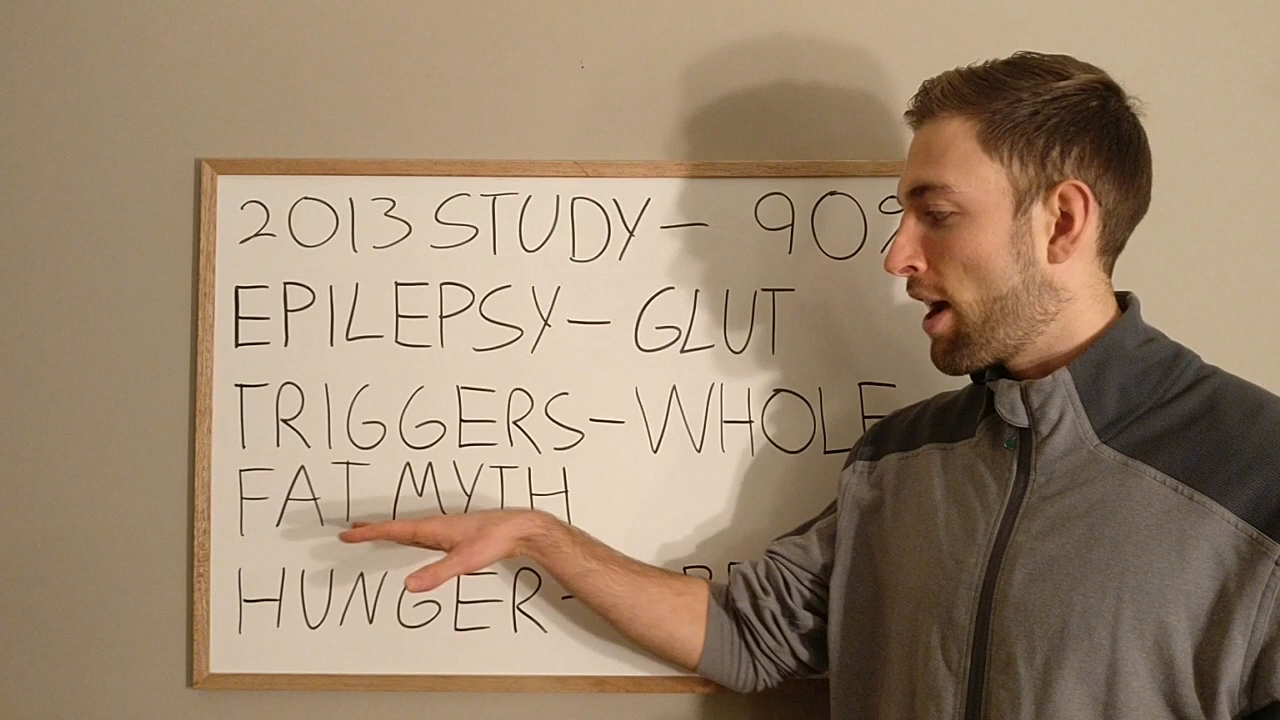 2013 STUDY - 90%
EPILEPSY - GLUT
TRIGGERS - WHOLE
FAT MYTH
HUNGER -